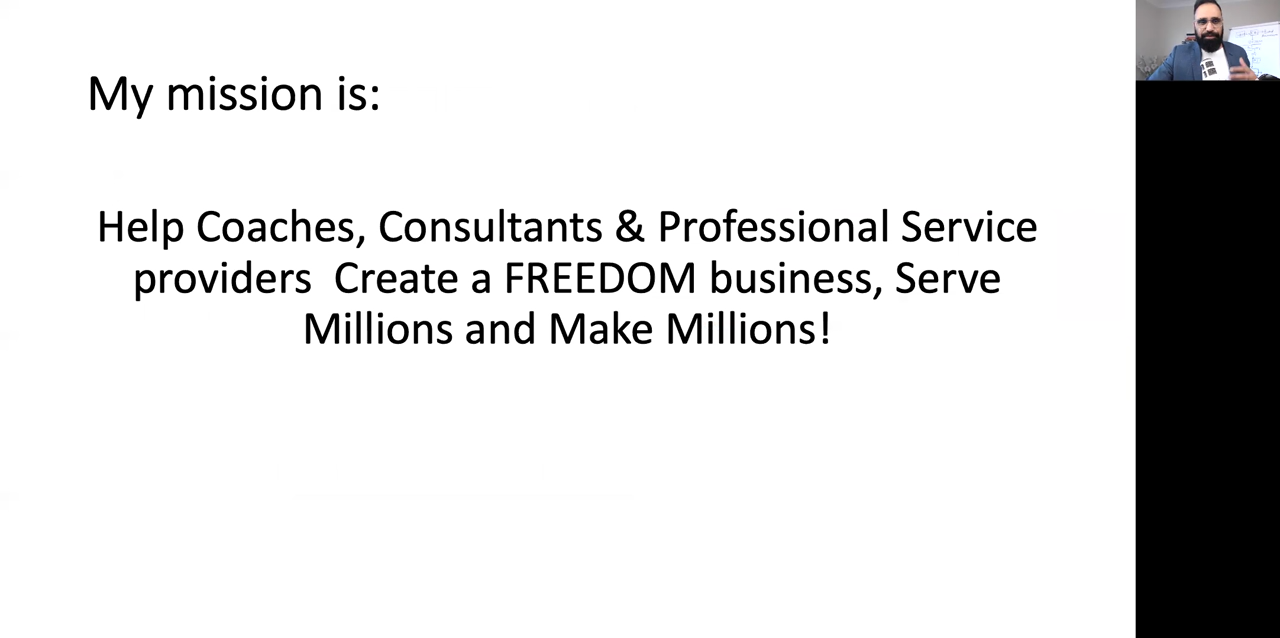 My mission is:
Help Coaches, Consultants & Professional Service
providers  Create a FREEDOM business, Serve
Millions and Make Millions!